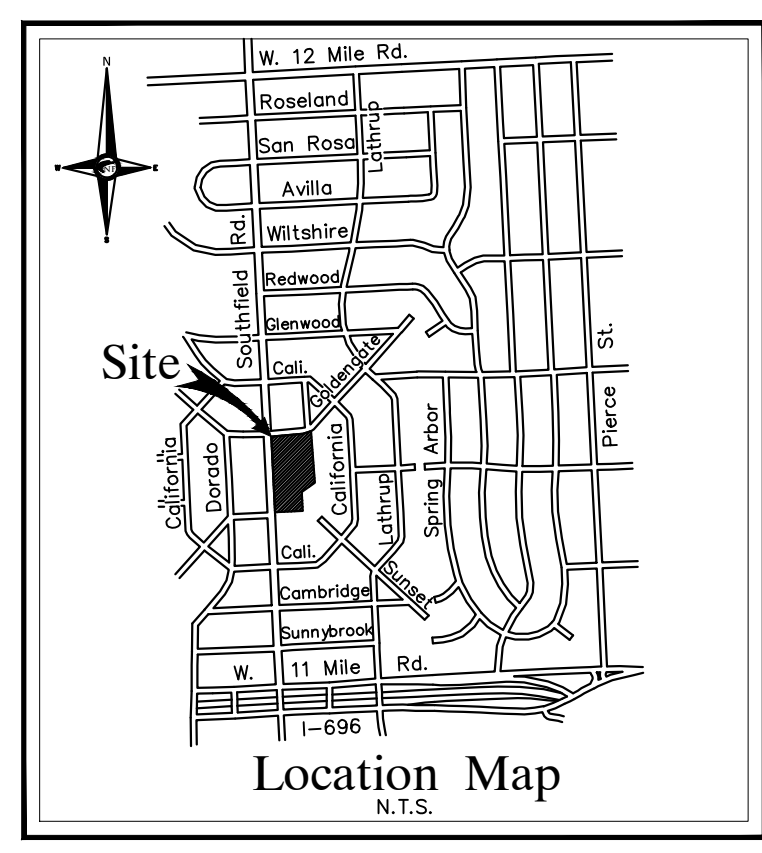 W. 12 Mile Rd.
N
Roseland
Lathrup
San Rosa
W
NF
E
Avilla
S
Rd.
Wiltshire
Redwood
Southfield
Glenwood
St.
Site
Cali.
Goldengate
Pierce
Arbor
California
Dorado
California
Lathrup
Spring
Cali.
Sunset
Cambridge
Sunnybrook
W. 11 Mile Rd.
I-696
Location Map
N.T.S.